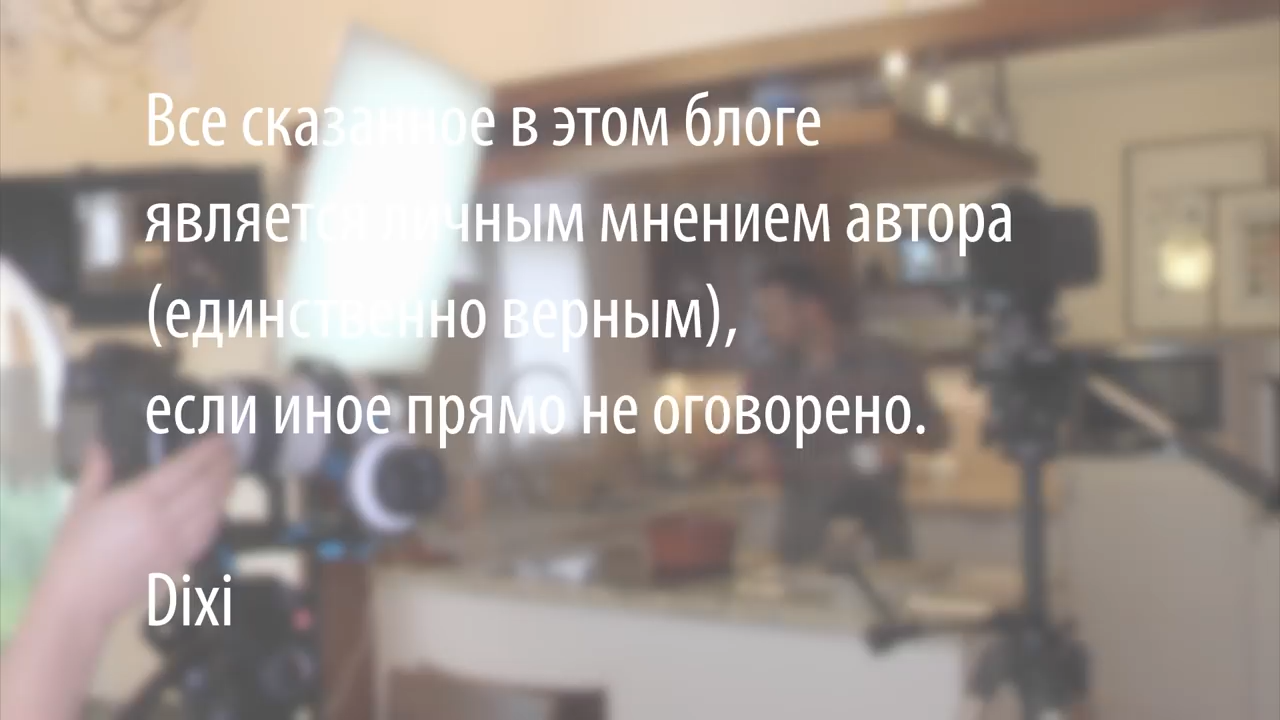 Все сказанное в этом блоге
является личным мнением автора
(единственно верным),
если иное прямо не оговорено.
Dixi